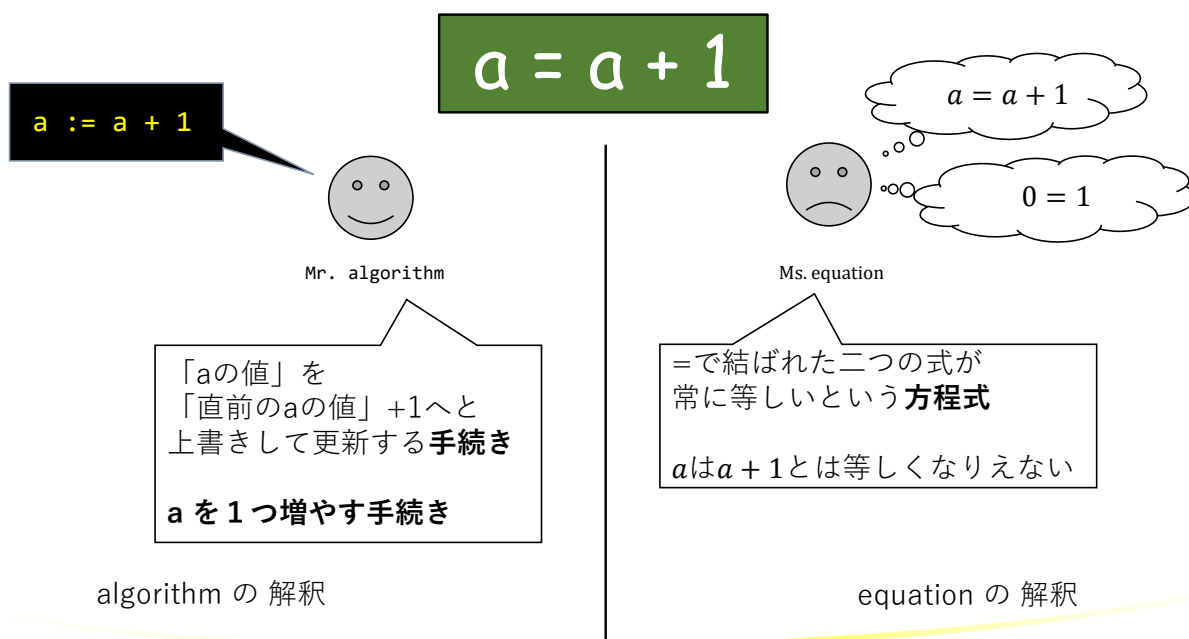 a = a + 1
a := a + 1
Mr. algorithm
「aの値」を
「直前のaの値」+1へと
上書きして更新する手続き
a を１つ増やす手続き
algorithm の 解釈
a = a + 1
0 = 1
Ms. equation
=で結ばれた二つの式が
常に等しいという方程式
aはa + 1とは等しくなりえない
equation の 解釈